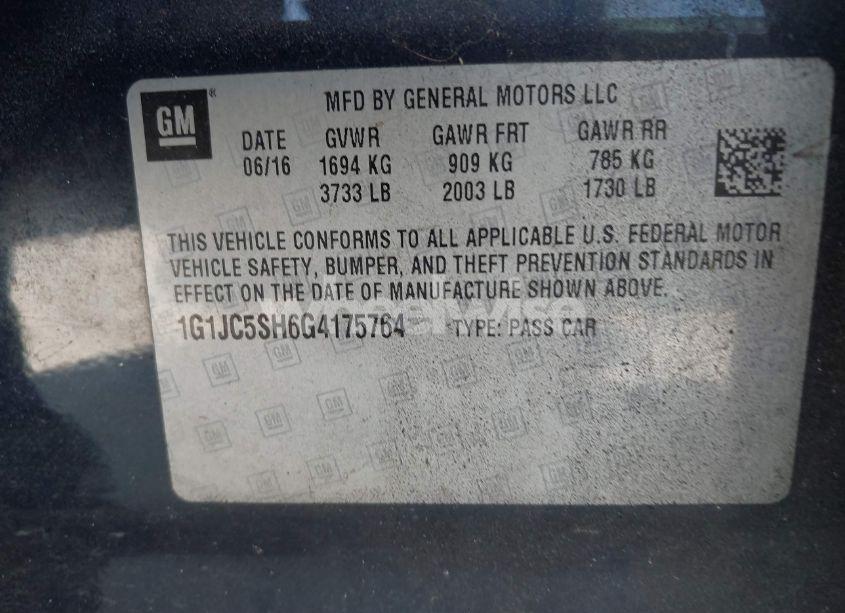 GM®
MFD BY GENERAL MOTORS LLC
DATE GVWR GAWR FRT GAWR RR
06/16 1694 KG 909 KG 785 KG
3733 LB 2003 LB 1730 LB
THIS VEHICLE CONFORMS TO ALL APPLICABLE U.S. FEDERAL MOTOR
VEHICLE SAFETY, BUMPER, AND THEFT PREVENTION STANDARDS IN
EFFECT ON THE DATE OF MANUFACTURE SHOWN ABOVE.
1G1JC5SH6G4175764 TYPE: PASS CAR